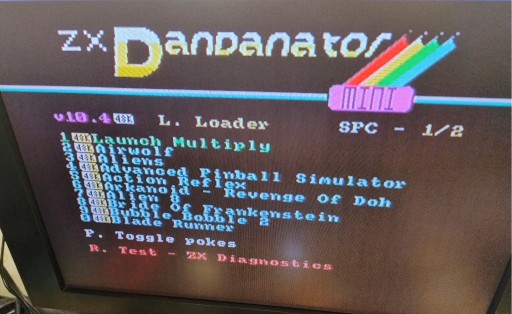 ZX DANDANATOR
MINI
v10.4 48K L. Loader SPC - 1/2
1 48K Launch Multiply
2 48K Airwolf
3 48K Aliens
4 48K Advanced Pinball Simulator
5 48K Action Reflex
6 48K Arkanoid - Revenge Of Doh
7 48K Alien 8
8 48K Bride Of Frankenstein
9 48K Bubble Bobble 2
0 48K Blade Runner
P. Toggle pokes
R. Test - ZX Diagnostics